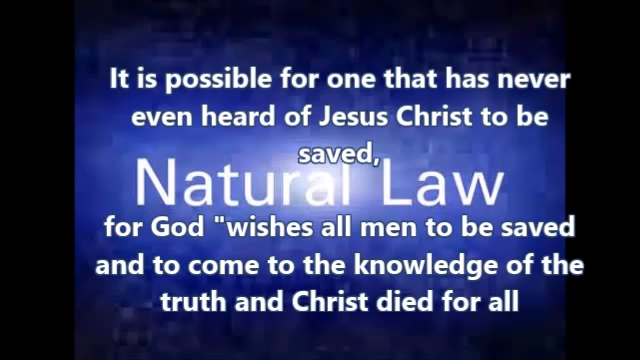 It is possible for one that has never
even heard of Jesus Christ to be
saved,
Natural Law
for God "wishes all men to be saved
and to come to the knowledge of the
truth and Christ died for all